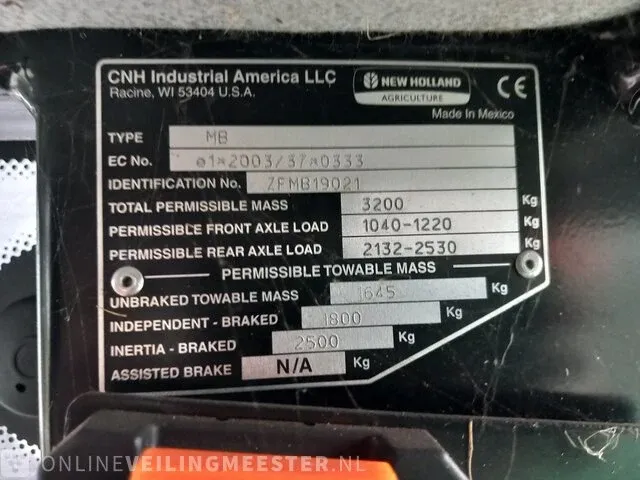 CNH Industrial America LLC
Racine, WI 53404 U.S.A.
NEW HOLLAND
AGRICULTURE
CE
Made in Mexico
TYPE MB
EC No. e1*2003/37*0333
IDENTIFICATION No. ZFMB19021
TOTAL PERMISSIBLE MASS 3200 Kg
PERMISSIBLE FRONT AXLE LOAD 1040-1220 Kg
PERMISSIBLE REAR AXLE LOAD 2132-2530 Kg
PERMISSIBLE TOWABLE MASS
UNBRAKED TOWABLE MASS 1645 Kg
INDEPENDENT - BRAKED 1800 Kg
INERTIA - BRAKED 2500 Kg
ASSISTED BRAKE N/A Kg
ONLINEVEILINGMEESTER.NL